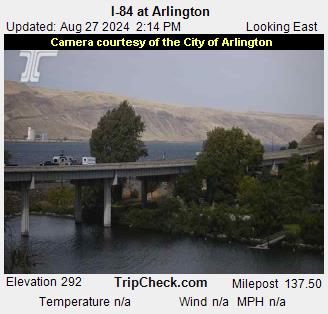 I-84 at Arlington
Updated: Aug 27 2024 2:14 PM Looking East
Camera courtesy of the City of Arlington
Elevation 292 TripCheck.com Milepost 137.50
Temperature n/a Wind n/a MPH n/a